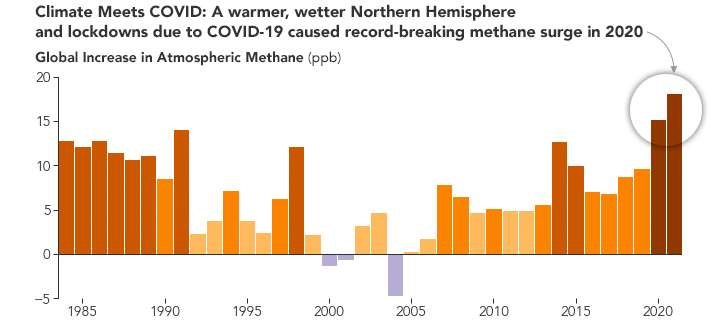 Climate Meets COVID: A warmer, wetter Northern Hemisphere
and lockdowns due to COVID-19 caused record-breaking methane surge in 2020
Global Increase in Atmospheric Methane (ppb)
20
15
10
5
0
–5
1985 1990 1995 2000 2005 2010 2015 2020